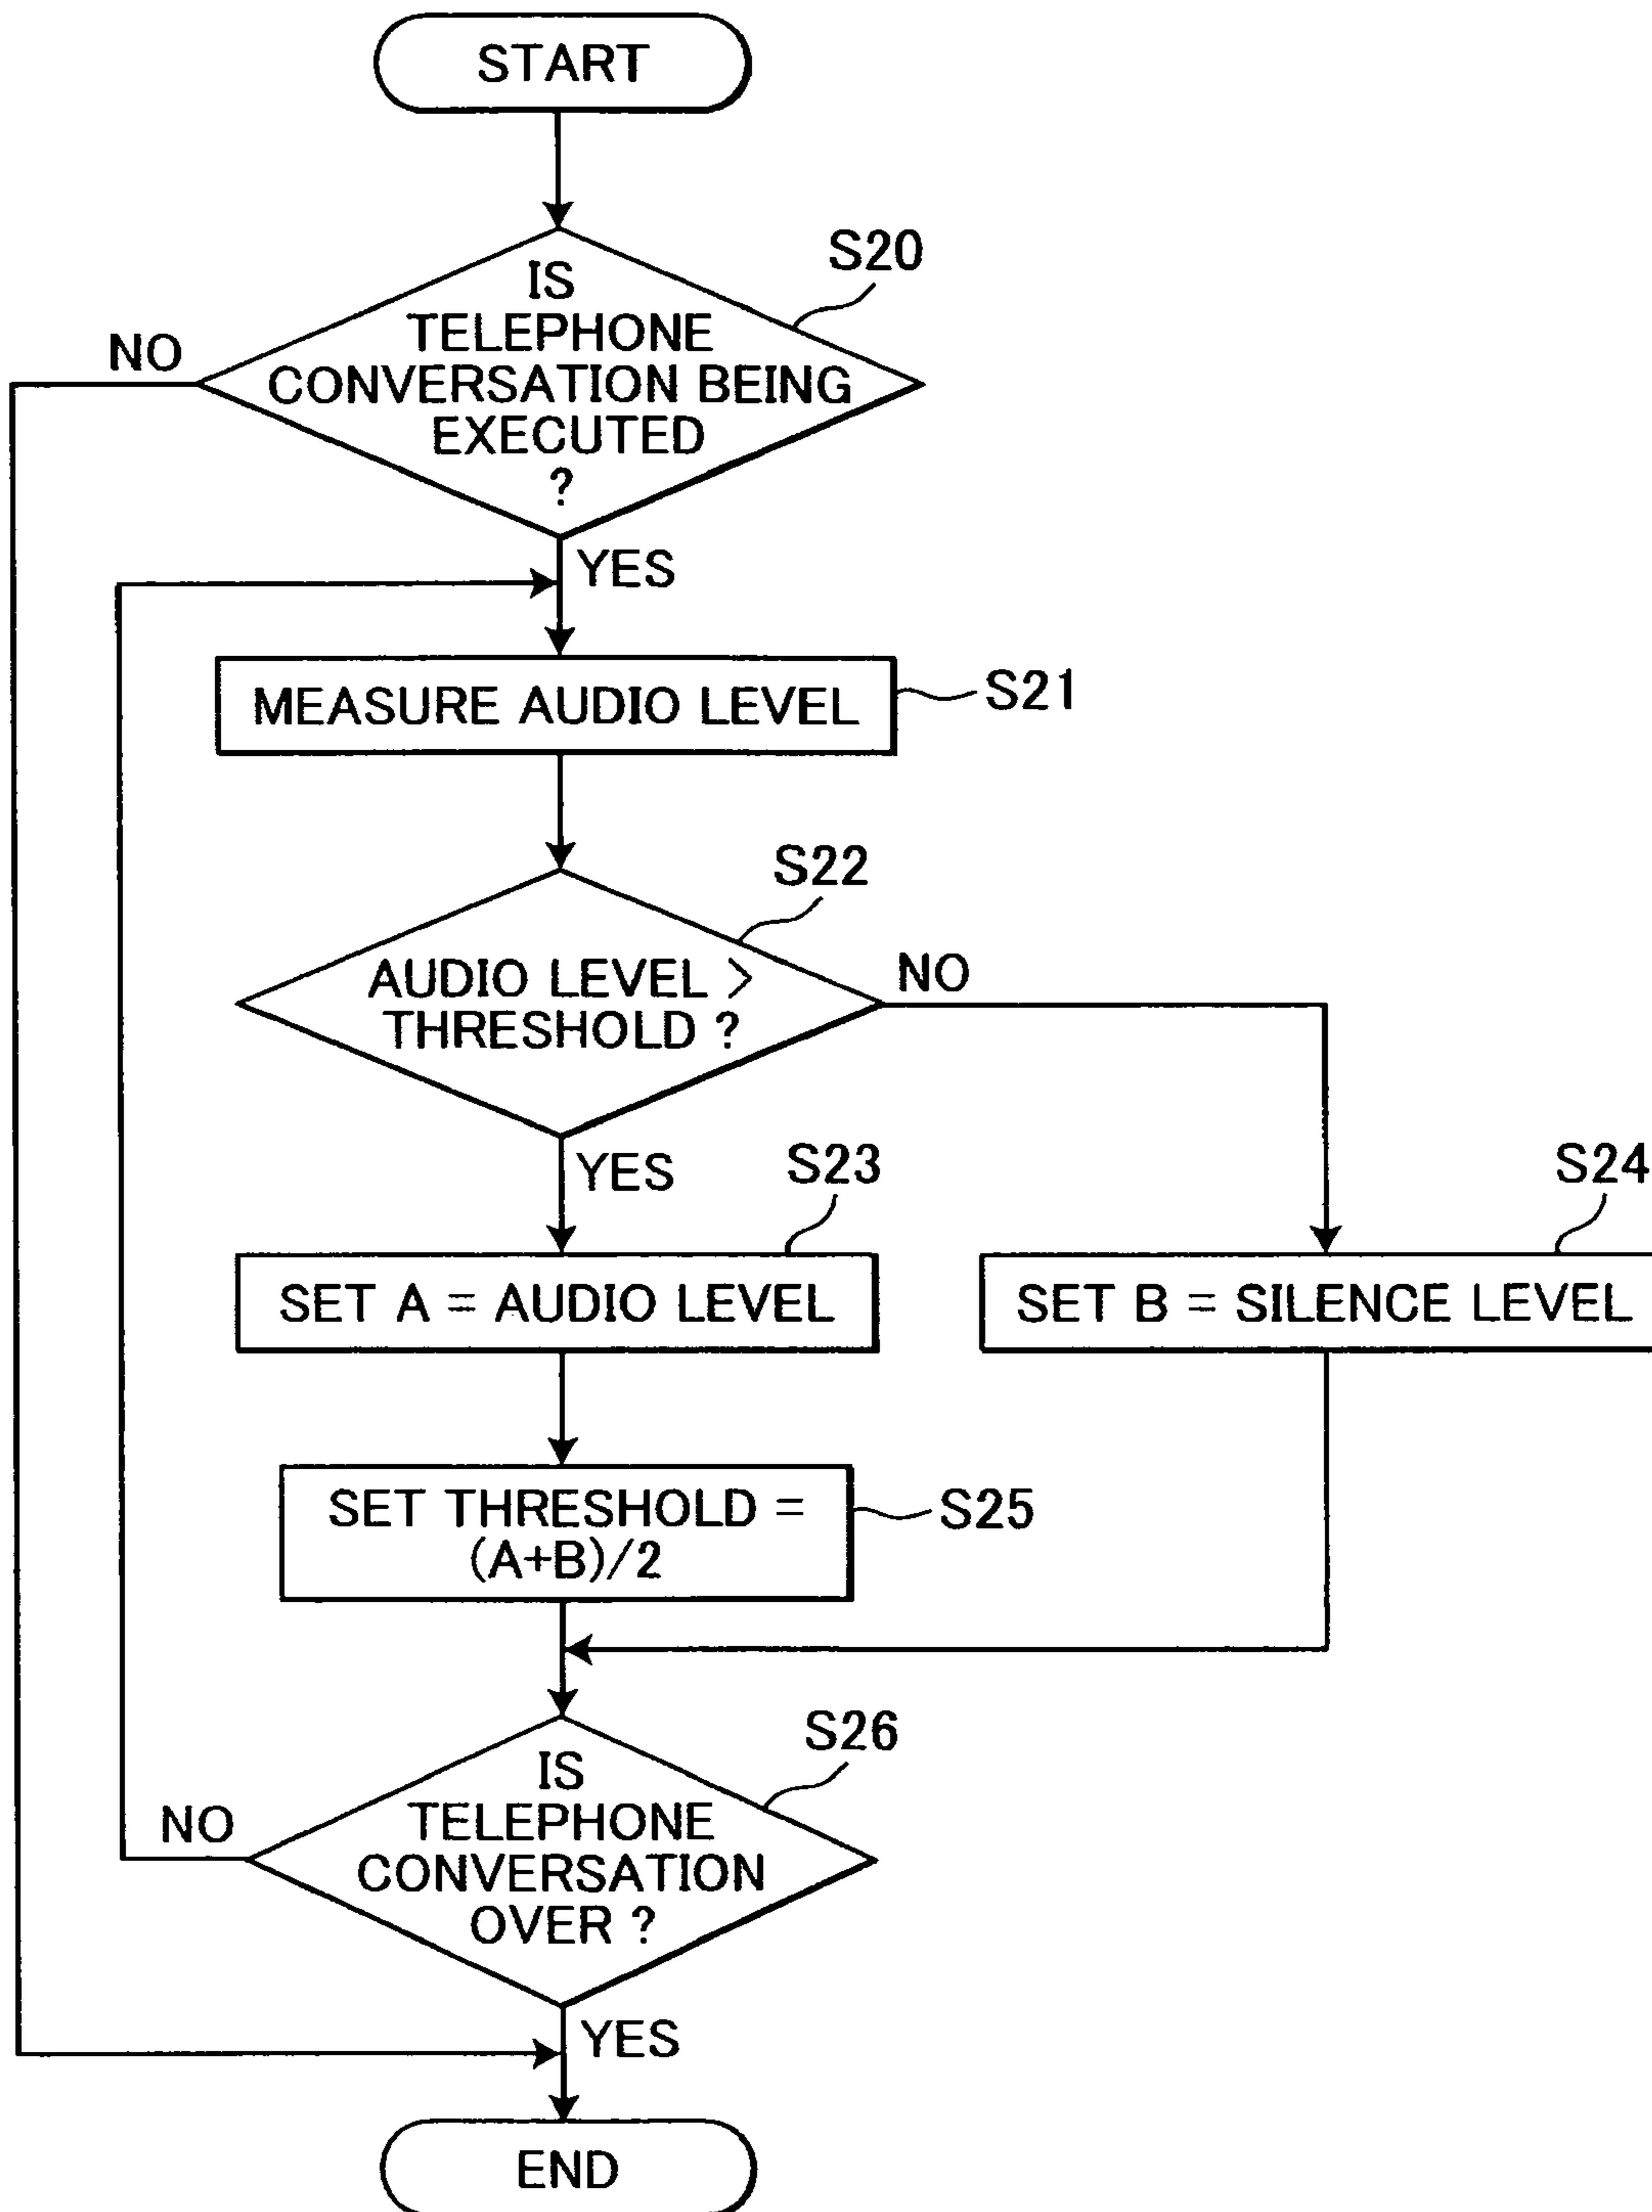 START
S20
IS
TELEPHONE
CONVERSATION BEING
EXECUTED
?
NO
YES
MEASURE AUDIO LEVEL
S21
S22
AUDIO LEVEL >
THRESHOLD ?
NO
YES
S23
SET A = AUDIO LEVEL
S24
SET B = SILENCE LEVEL
SET THRESHOLD =
(A+B)/2
S25
S26
IS
TELEPHONE
CONVERSATION
OVER ?
NO
YES
END